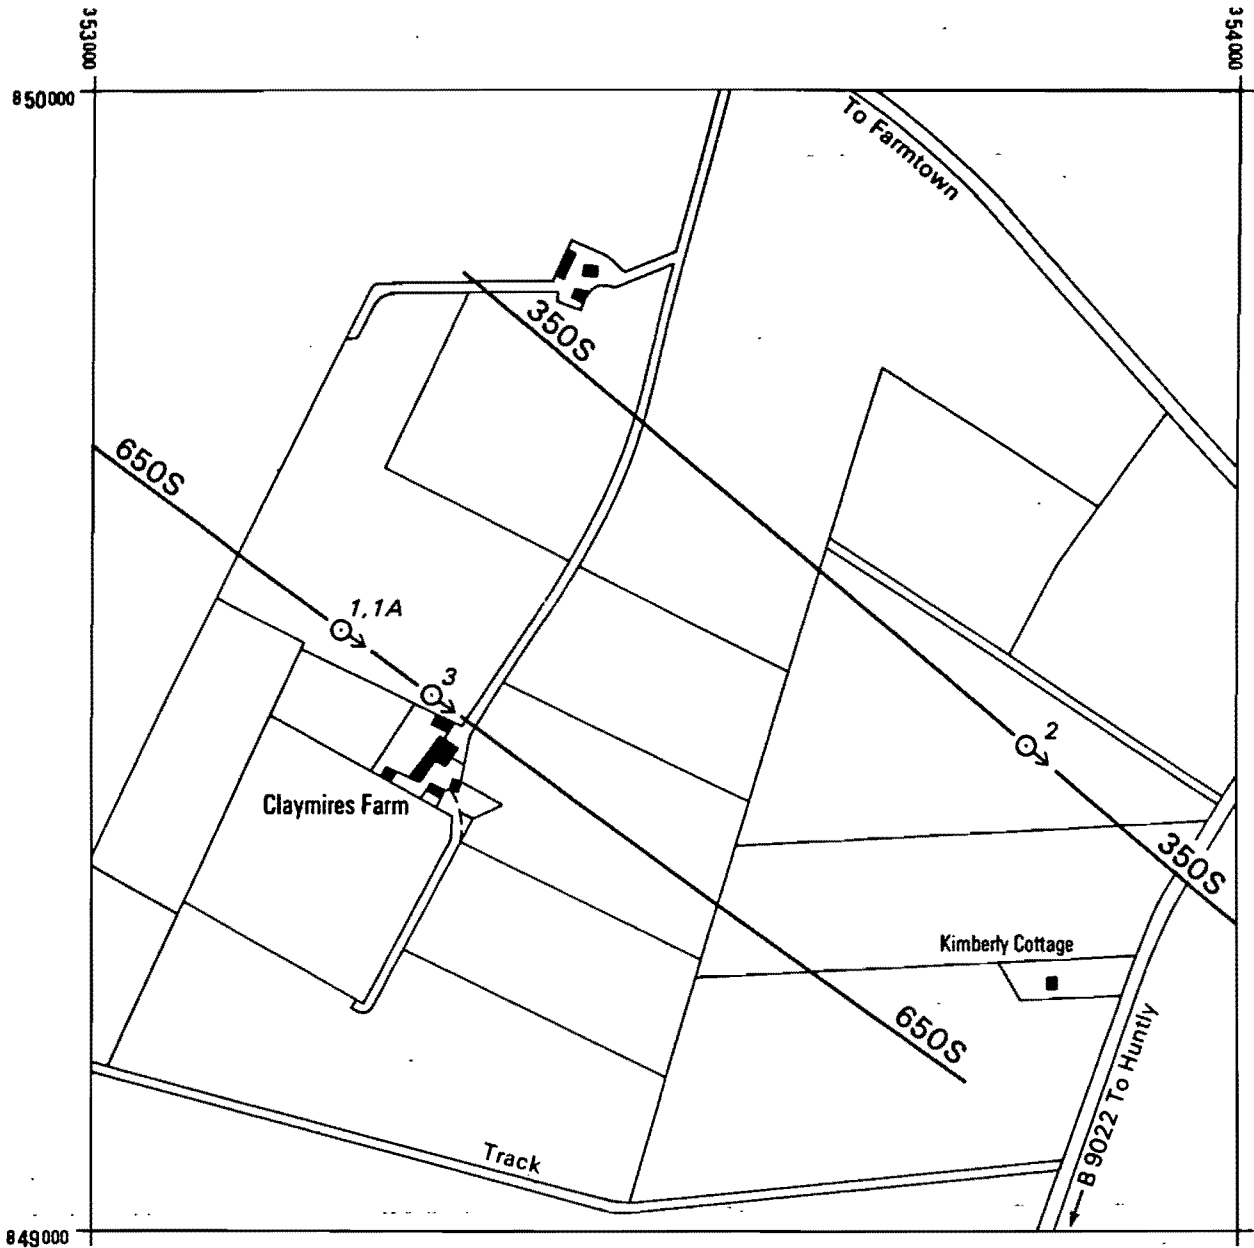 353000
354000
850000
To Farmtown
350S
650S
1,1A
3
2
Claymires Farm
350S
Kimberly Cottage
650S
B 9022 To Huntly
Track
849000